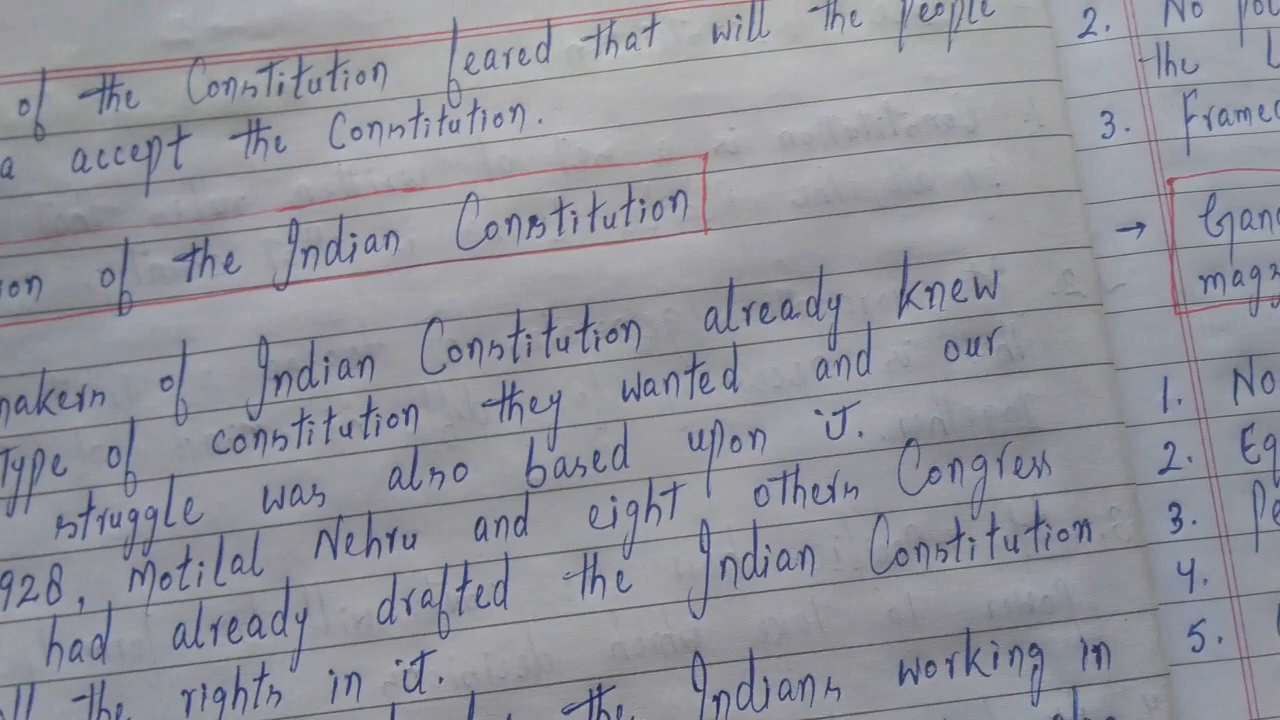 of the Constitution feared that will the people
accept the Constitution.
of the Indian Constitution
of Indian Constitution already knew
Type of constitution they wanted and our
struggle was also based upon it.
928, Motilal Nehru and eight others Congress
had already drafted the Indian Constitution
the rights in it.
the Indians working in
2. No
the
3.
→
1. No
2.
3.
4.
5.